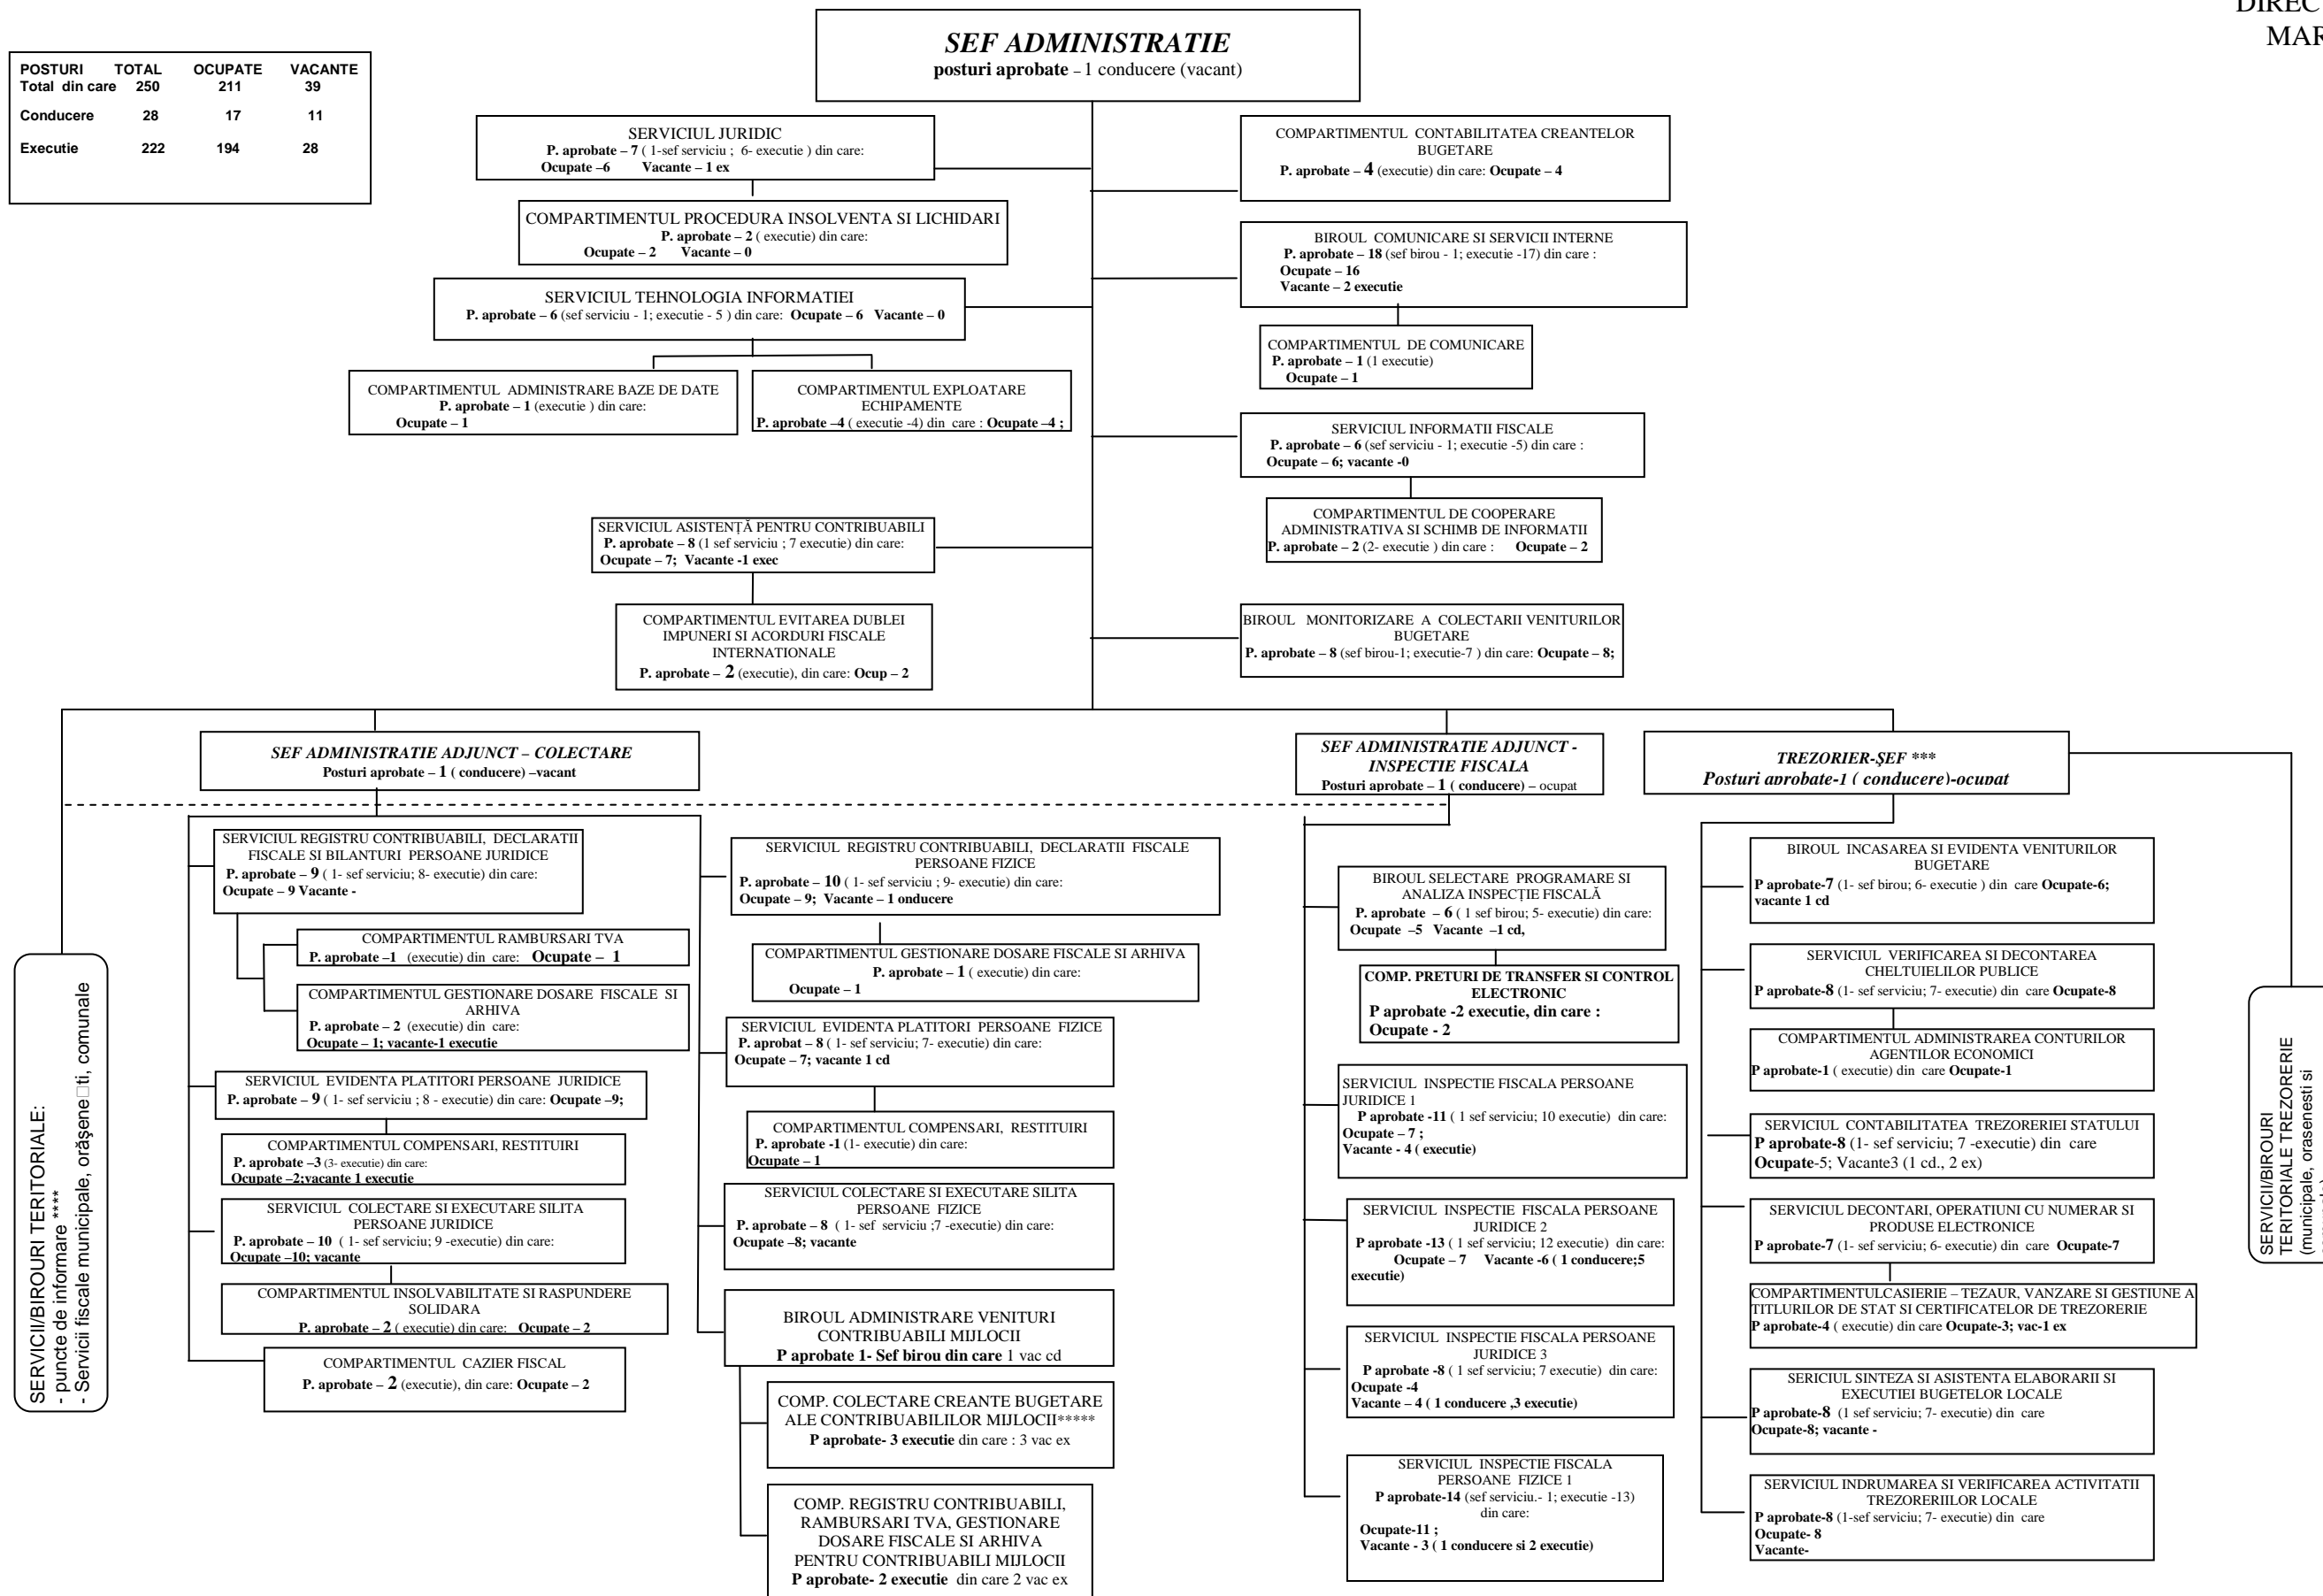 DIREC
MAR
POSTURI TOTAL OCUPATE VACANTE
Total din care 250 211 39
Conducere 28 17 11
Executie 222 194 28
SEF ADMINISTRATIE
posturi aprobate – 1 conducere (vacant)
SERVICIUL JURIDIC
P. aprobate – 7 ( 1-sef serviciu ; 6- executie ) din care:
Ocupate –6 Vacante – 1 ex
COMPARTIMENTUL PROCEDURA INSOLVENTA SI LICHIDARI
P. aprobate – 2 ( executie) din care:
Ocupate – 2 Vacante – 0
SERVICIUL TEHNOLOGIA INFORMATIEI
P. aprobate – 6 (sef serviciu - 1; executie - 5 ) din care: Ocupate – 6 Vacante – 0
COMPARTIMENTUL ADMINISTRARE BAZE DE DATE
P. aprobate – 1 (executie ) din care:
Ocupate – 1
COMPARTIMENTUL EXPLOATARE
ECHIPAMENTE
P. aprobate –4 ( executie -4) din care : Ocupate –4 ;
SERVICIUL ASISTENȚĂ PENTRU CONTRIBUABILI
P. aprobate – 8 (1 sef serviciu ; 7 executie) din care:
Ocupate – 7; Vacante -1 exec
COMPARTIMENTUL EVITAREA DUBLEI
IMPUNERI SI ACORDURI FISCALE
INTERNATIONALE
P. aprobate – 2 (executie), din care: Ocup – 2
COMPARTIMENTUL CONTABILITATEA CREANTELOR
BUGETARE
P. aprobate – 4 (executie) din care: Ocupate – 4
BIROUL COMUNICARE SI SERVICII INTERNE
P. aprobate – 18 (sef birou - 1; executie -17) din care :
Ocupate – 16
Vacante – 2 executie
COMPARTIMENTUL DE COMUNICARE
P. aprobate – 1 (1 executie)
Ocupate – 1
SERVICIUL INFORMATII FISCALE
P. aprobate – 6 (sef serviciu - 1; executie -5) din care :
Ocupate – 6; vacante -0
COMPARTIMENTUL DE COOPERARE
ADMINISTRATIVA SI SCHIMB DE INFORMATII
P. aprobate – 2 (2- executie ) din care : Ocupate – 2
BIROUL MONITORIZARE A COLECTARII VENITURILOR
BUGETARE
P. aprobate – 8 (sef birou-1; executie-7 ) din care: Ocupate – 8;
SERVICII/BIROURI TERITORIALE:
- puncte de informare ****
- Servicii fiscale municipale, orăşene□ti, comunale
SEF ADMINISTRATIE ADJUNCT – COLECTARE
Posturi aprobate – 1 ( conducere) –vacant
SERVICIUL REGISTRU CONTRIBUABILI, DECLARATII
FISCALE SI BILANTURI PERSOANE JURIDICE
P. aprobate – 9 ( 1- sef serviciu; 8- executie) din care:
Ocupate – 9 Vacante -
COMPARTIMENTUL RAMBURSARI TVA
P. aprobate –1 (executie) din care: Ocupate – 1
COMPARTIMENTUL GESTIONARE DOSARE FISCALE SI
ARHIVA
P. aprobate – 2 (executie) din care:
Ocupate – 1; vacante-1 executie
SERVICIUL EVIDENTA PLATITORI PERSOANE JURIDICE
P. aprobate – 9 ( 1- sef serviciu ; 8 - executie) din care: Ocupate –9;
COMPARTIMENTUL COMPENSARI, RESTITUIRI
P. aprobate –3 (3- executie) din care:
Ocupate –2;vacante 1 executie
SERVICIUL COLECTARE SI EXECUTARE SILITA
PERSOANE JURIDICE
P. aprobate – 10 ( 1- sef serviciu; 9 -executie) din care:
Ocupate –10; vacante
COMPARTIMENTUL INSOLVABILITATE SI RASPUNDERE
SOLIDARA
P. aprobate – 2 ( executie) din care: Ocupate – 2
COMPARTIMENTUL CAZIER FISCAL
P. aprobate – 2 (executie), din care: Ocupate – 2
SERVICIUL REGISTRU CONTRIBUABILI, DECLARATII FISCALE
PERSOANE FIZICE
P. aprobate – 10 ( 1- sef serviciu ; 9- executie) din care:
Ocupate – 9; Vacante – 1 onducere
COMPARTIMENTUL GESTIONARE DOSARE FISCALE SI ARHIVA
P. aprobate – 1 ( executie) din care:
Ocupate – 1
SERVICIUL EVIDENTA PLATITORI PERSOANE FIZICE
P. aprobat – 8 ( 1- sef serviciu; 7- executie) din care:
Ocupate – 7; vacante 1 cd
COMPARTIMENTUL COMPENSARI, RESTITUIRI
P. aprobate -1 (1- executie) din care:
Ocupate – 1
SERVICIUL COLECTARE SI EXECUTARE SILITA
PERSOANE FIZICE
P. aprobate – 8 ( 1- sef serviciu ;7 -executie) din care:
Ocupate –8; vacante
BIROUL ADMINISTRARE VENITURI
CONTRIBUABILI MIJLOCII
P aprobate 1- Sef birou din care 1 vac cd
COMP. COLECTARE CREANTE BUGETARE
ALE CONTRIBUABILILOR MIJLOCII*****
P aprobate- 3 executie din care : 3 vac ex
COMP. REGISTRU CONTRIBUABILI,
RAMBURSARI TVA, GESTIONARE
DOSARE FISCALE SI ARHIVA
PENTRU CONTRIBUABILI MIJLOCII
P aprobate- 2 executie din care 2 vac ex
SEF ADMINISTRATIE ADJUNCT -
INSPECTIE FISCALA
Posturi aprobate – 1 ( conducere) – ocupat
BIROUL SELECTARE PROGRAMARE SI
ANALIZA INSPECȚIE FISCALĂ
P. aprobate – 6 ( 1 sef birou; 5- executie) din care:
Ocupate –5 Vacante –1 cd,
COMP. PRETURI DE TRANSFER SI CONTROL
ELECTRONIC
P aprobate -2 executie, din care :
Ocupate - 2
SERVICIUL INSPECTIE FISCALA PERSOANE
JURIDICE 1
P aprobate -11 ( 1 sef serviciu; 10 executie) din care:
Ocupate – 7 ;
Vacante - 4 ( executie)
SERVICIUL INSPECTIE FISCALA PERSOANE
JURIDICE 2
P aprobate -13 ( 1 sef serviciu; 12 executie) din care:
Ocupate – 7 Vacante -6 ( 1 conducere;5
executie)
SERVICIUL INSPECTIE FISCALA PERSOANE
JURIDICE 3
P aprobate -8 ( 1 sef serviciu; 7 executie) din care:
Ocupate -4
Vacante – 4 ( 1 conducere ,3 executie)
SERVICIUL INSPECTIE FISCALA
PERSOANE FIZICE 1
P aprobate-14 (sef serviciu.- 1; executie -13)
din care:
Ocupate-11 ;
Vacante - 3 ( 1 conducere si 2 executie)
TREZORIER-ŞEF ***
Posturi aprobate-1 ( conducere)-ocupat
BIROUL INCASAREA SI EVIDENTA VENITURILOR
BUGETARE
P aprobate-7 (1- sef birou; 6- executie ) din care Ocupate-6;
vacante 1 cd
SERVICIUL VERIFICAREA SI DECONTAREA
CHELTUIELILOR PUBLICE
P aprobate-8 (1- sef serviciu; 7- executie) din care Ocupate-8
COMPARTIMENTUL ADMINISTRAREA CONTURILOR
AGENTILOR ECONOMICI
P aprobate-1 ( executie) din care Ocupate-1
SERVICIUL CONTABILITATEA TREZORERIEI STATULUI
P aprobate-8 (1- sef serviciu; 7 -executie) din care
Ocupate-5; Vacante3 (1 cd., 2 ex)
SERVICIUL DECONTARI, OPERATIUNI CU NUMERAR SI
PRODUSE ELECTRONICE
P aprobate-7 (1- sef serviciu; 6- executie) din care Ocupate-7
COMPARTIMENTULCASIERIE – TEZAUR, VANZARE SI GESTIUNE A
TITLURILOR DE STAT SI CERTIFICATELOR DE TREZORERIE
P aprobate-4 ( executie) din care Ocupate-3; vac-1 ex
SERICIUL SINTEZA SI ASISTENTA ELABORARII SI
EXECUTIEI BUGETELOR LOCALE
P aprobate-8 (1 sef serviciu; 7- executie) din care
Ocupate-8; vacante -
SERVICIUL INDRUMAREA SI VERIFICAREA ACTIVITATII
TREZORERIILOR LOCALE
P aprobate-8 (1-sef serviciu; 7- executie) din care
Ocupate- 8
Vacante-
SERVICII/BIROURI
TERITORIALE TREZORERIE
(municipale, orasenesti si